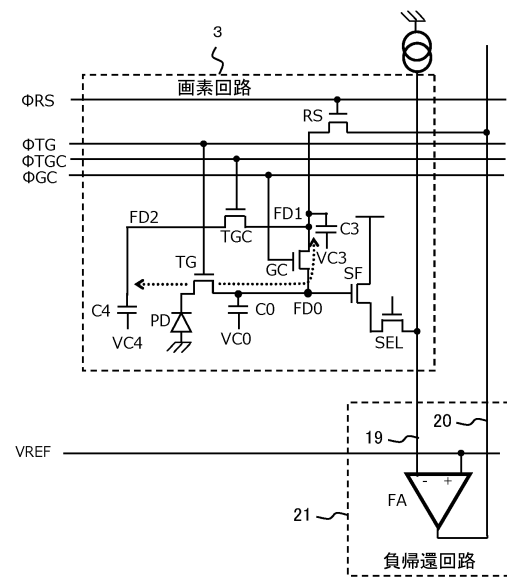 3
画素回路
ΦRS
RS
ΦTG
ΦTGC
ΦGC
FD2
FD1
TGC
C3
GC
VC3
TG
SF
C4
PD
C0
FD0
VC4
VC0
SEL
20
19
VREF
- +
FA
21
負帰還回路